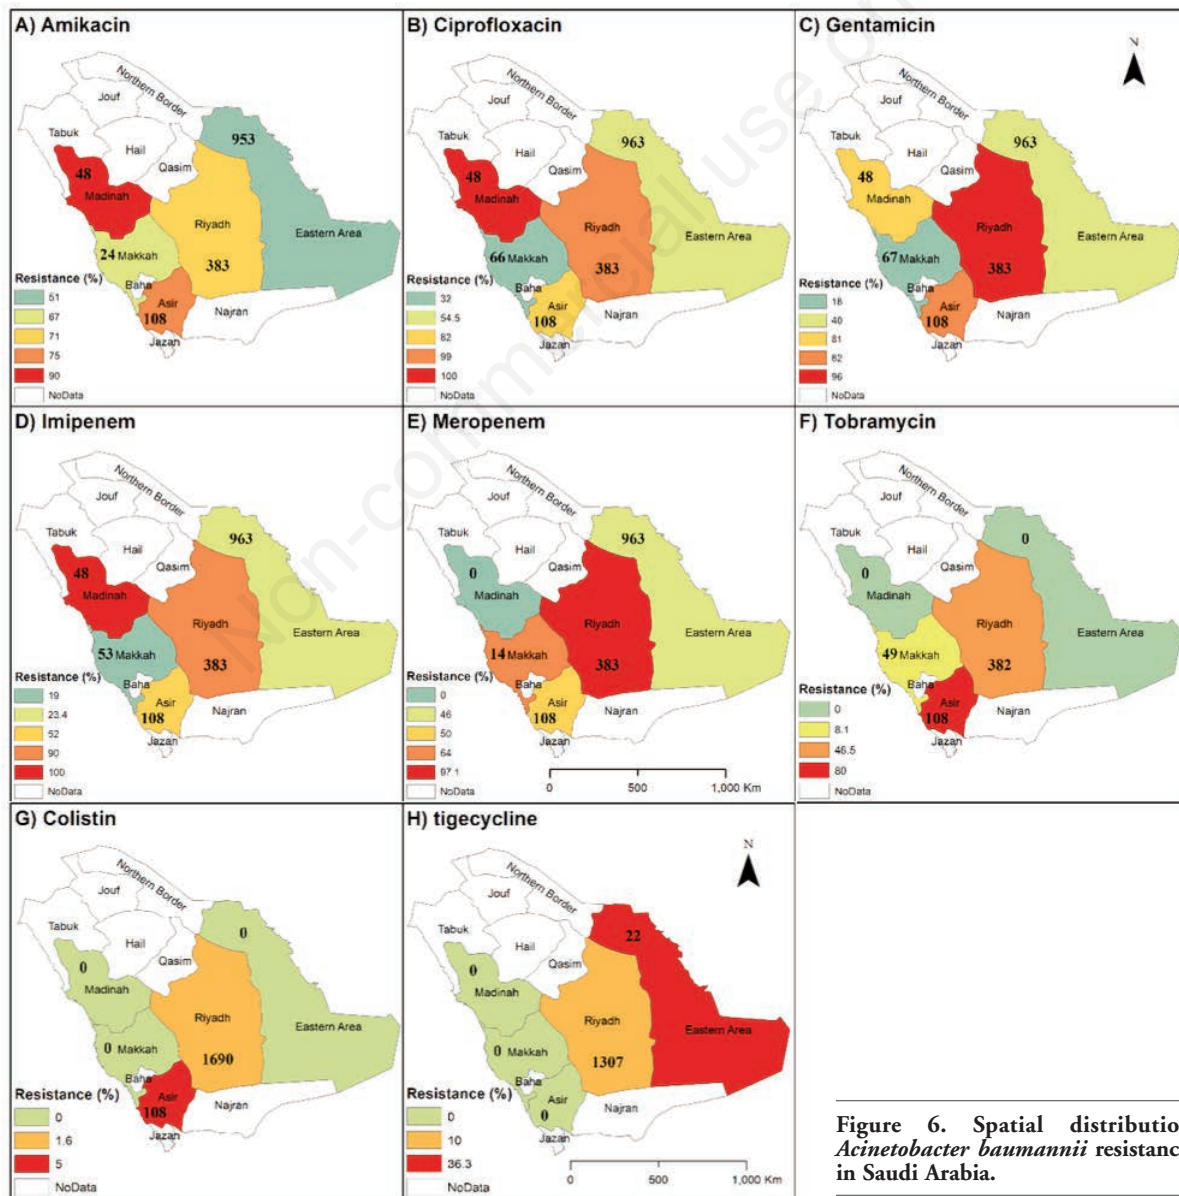 A) Amikacin
Northern Border
Jouf
Tabuk
Hail
Qasim
953
48
Madinah
Riyadh
Eastern Area
24 Makkah
383
Baha
Asir
108
Najran
Jazan
Resistance (%)
51
67
71
75
90
NoData
B) Ciprofloxacin
Northern Border
Jouf
Tabuk
Hail
Qasim
963
48
Madinah
Riyadh
Eastern Area
66 Makkah
383
Baha
Asir
108
Najran
Jazan
Resistance (%)
32
54.5
82
99
100
NoData
C) Gentamicin
N
Northern Border
Jouf
Tabuk
Hail
Qasim
963
48
Madinah
Riyadh
Eastern Area
67 Makkah
383
Baha
Asir
108
Najran
Jazan
Resistance (%)
18
40
81
82
96
NoData
D) Imipenem
Northern Border
Jouf
Tabuk
Hail
Qasim
963
48
Madinah
Riyadh
Eastern Area
53 Makkah
383
Baha
Asir
108
Najran
Jazan
Resistance (%)
19
23.4
52
90
100
NoData
E) Meropenem
Northern Border
Jouf
Tabuk
Hail
Qasim
963
0
Madinah
Riyadh
Eastern Area
14 Makkah
383
Baha
Asir
108
Najran
Jazan
Resistance (%)
0
46
50
64
97.1
NoData
0 500 1,000 Km
F) Tobramycin
Northern Border
Jouf
Tabuk
Hail
Qasim
0
0
Madinah
Riyadh
Eastern Area
49 Makkah
382
Baha
Asir
108
Najran
Jazan
Resistance (%)
0
8.1
46.5
80
NoData
G) Colistin
Northern Border
Jouf
Tabuk
Hail
Qasim
0
0
Madinah
Riyadh
Eastern Area
0 Makkah
1690
Baha
Asir
108
Najran
Jazan
Resistance (%)
0
1.6
5
NoData
H) tigecycline
N
Northern Border
Jouf
Tabuk
Hail
Qasim
22
0
Madinah
Riyadh
Eastern Area
0 Makkah
1307
Baha
Asir
0
Najran
Jazan
Resistance (%)
0
10
36.3
NoData
0 500 1,000 Km
Figure 6. Spatial distributio
Acinetobacter baumannii resistanc
in Saudi Arabia.
Non-commercial use